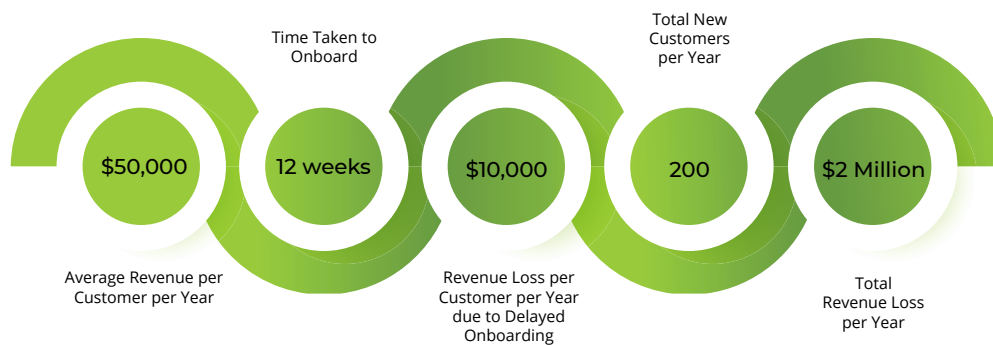 Time Taken to
Onboard
Total New
Customers
per Year
$50,000
12 weeks
$10,000
200
$2 Million
Average Revenue per
Customer per Year
Revenue Loss per
Customer per Year
due to Delayed
Onboarding
Total
Revenue Loss
per Year